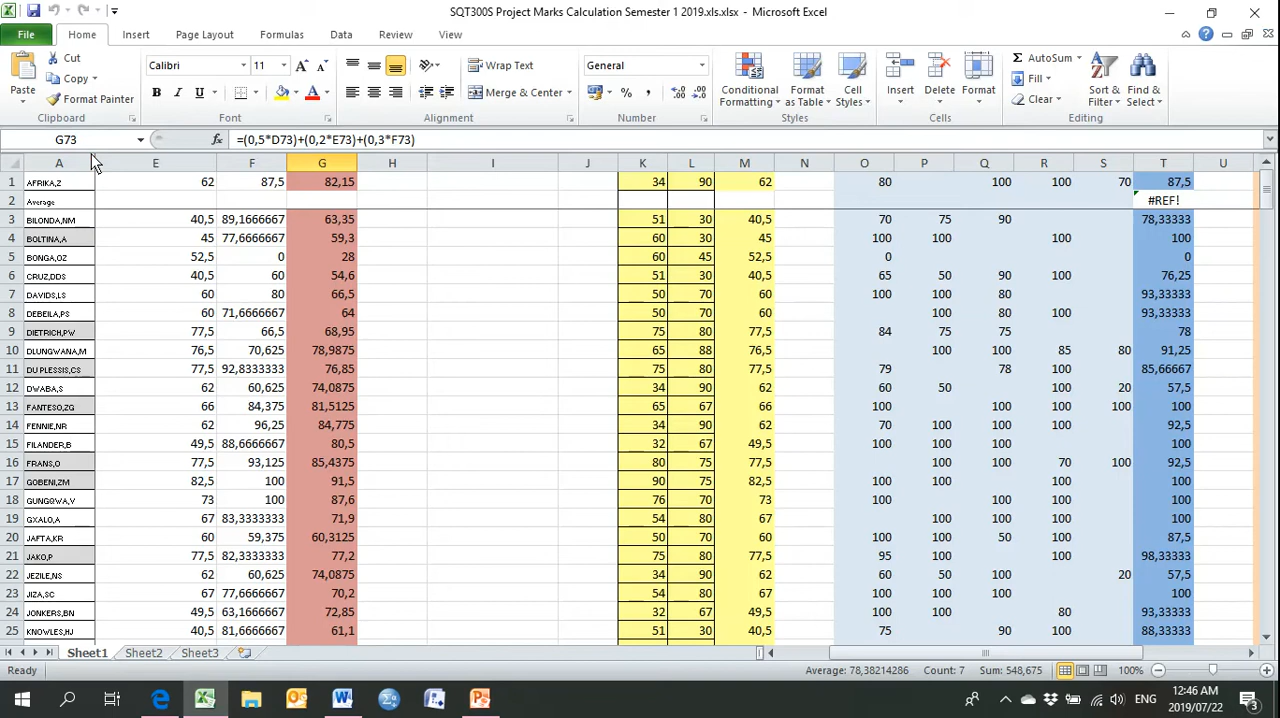 SQT300S Project Marks Calculation Semester 1 2019.xls.xlsx - Microsoft Excel
File Home Insert Page Layout Formulas Data Review View
Cut
Copy
Format Painter
Paste
Calibri 11
Wrap Text
Merge & Center
General
Conditional Formatting
Format as Table
Cell Styles
Insert
Delete
Format
AutoSum
Fill
Clear
Sort & Filter
Find & Select
Clipboard Font Alignment Number Styles Cells Editing
G73 fx =(0,5*D73)+(0,2*E73)+(0,3*F73)
A E F G H I J K L M N O P Q R S T U
1 AFRIKA,Z 62 87,5 82,15 34 90 62 80 100 100 70 87,5
2 Average #REF!
3 BILONDA,NM 40,5 89,1666667 63,35 51 30 40,5 70 75 90 78,33333
4 BOLTINA,A 45 77,6666667 59,3 60 30 45 100 100 100 100
5 BONGA,OZ 52,5 0 28 60 45 52,5 0 0
6 CRUZ,DDS 40,5 60 54,6 51 30 40,5 65 50 90 100 76,25
7 DAVIDS,LS 60 80 66,5 50 70 60 100 100 80 93,33333
8 DEBEILA,PS 60 71,6666667 64 50 70 60 100 80 100 93,33333
9 DIETRICH,PW 77,5 66,5 68,95 75 80 77,5 84 75 75 78
10 DLUNGWANA,M 76,5 70,625 78,9875 65 88 76,5 100 100 85 80 91,25
11 DU PLESSIS,CS 77,5 92,8333333 76,85 75 80 77,5 79 78 100 85,66667
12 DWABA,S 62 60,625 74,0875 34 90 62 60 50 100 20 57,5
13 FANTESO,ZG 66 84,375 81,5125 65 67 66 100 100 100 100 100
14 FENNIE,NR 62 96,25 84,775 34 90 62 70 100 100 100 92,5
15 FILANDER,B 49,5 88,6666667 80,5 32 67 49,5 100 100 100 100
16 FRANS,O 77,5 93,125 85,4375 80 75 77,5 100 100 70 100 92,5
17 GOBENI,ZM 82,5 100 91,5 90 75 82,5 100 100 100 100 100
18 GUNGQWA,V 73 100 87,6 76 70 73 100 100 100 100
19 GXALO,A 67 83,3333333 71,9 54 80 67 100 100 100 100
20 JAFTA,KR 60 59,375 60,3125 50 70 60 100 100 50 100 87,5
21 JAKO,P 77,5 82,3333333 77,2 75 80 77,5 95 100 100 98,33333
22 JEZILE,NS 62 60,625 74,0875 34 90 62 60 50 100 20 57,5
23 JIZA,SC 67 77,6666667 70,2 54 80 67 100 100 100 100
24 JONKERS,BN 49,5 63,1666667 72,85 32 67 49,5 100 100 80 93,33333
25 KNOWLES,HJ 40,5 81,6666667 61,1 51 30 40,5 75 90 100 88,33333
Sheet1 Sheet2 Sheet3
Ready Average: 78,38214286 Count: 7 Sum: 548,675 100%
ENG 12:46 AM
2019/07/22
3